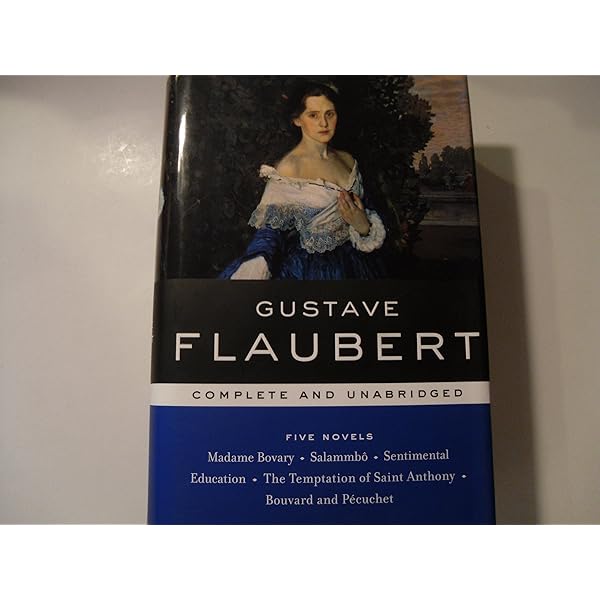 GUSTAVE
FLAUBERT
COMPLETE AND UNABRIDGED
FIVE NOVELS
Madame Bovary • Salammbô • Sentimental
Education • The Temptation of Saint Anthony •
Bouvard and Pécuchet